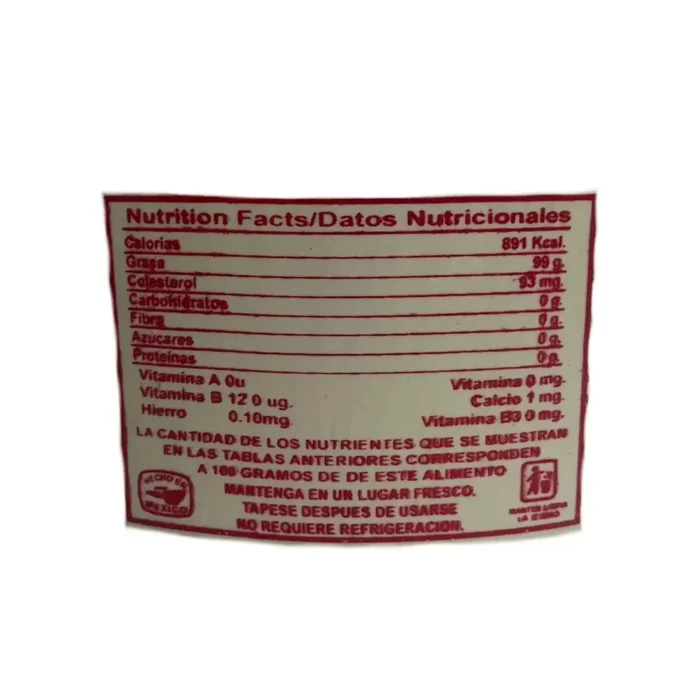 Nutrition Facts/Datos Nutricionales
Calorias 891 Kcal.
Grasa 99 g.
Colesterol 93 mg.
Carbohidratos 0 g.
Fibra 0 g.
Azucares 0 g.
Proteínas 0 g.
Vitamina A 0u Vitamina 0 mg.
Vitamina B 12 0 ug. Calcio 1 mg.
Hierro 0.10mg. Vitamina B3 0 mg.
LA CANTIDAD DE LOS NUTRIENTES QUE SE MUESTRAN
EN LAS TABLAS ANTERIORES CORRESPONDEN
A 100 GRAMOS DE DE ESTE ALIMENTO
MANTENGA EN UN LUGAR FRESCO.
TAPESE DESPUES DE USARSE
NO REQUIERE REFRIGERACION.
HECHO EN
MEXICO